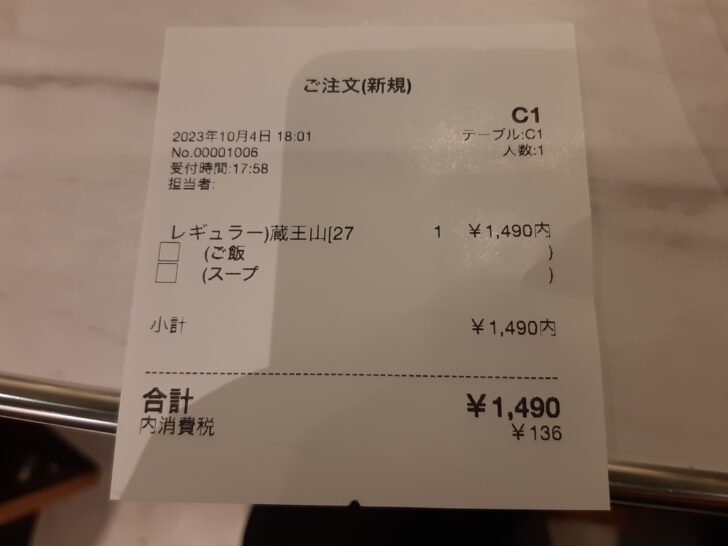 ご注文(新規)
C1
2023年10月4日 18:01
テーブル:C1
No.00001006
人数:1
受付時間:17:58
担当者:
レギュラー)蔵王山[27 1 ¥1,490内
(ご飯 )
(スープ )
小計 ¥1,490内
合計 ¥1,490
内消費税 ¥136